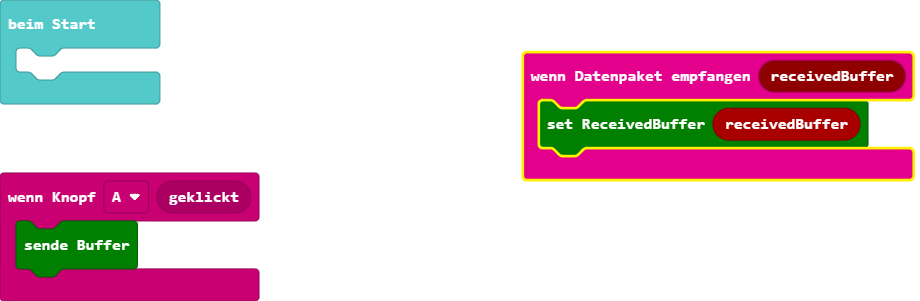 beim Start
wenn Datenpaket empfangen receivedBuffer
set ReceivedBuffer receivedBuffer
wenn Knopf A geklickt
sende Buffer